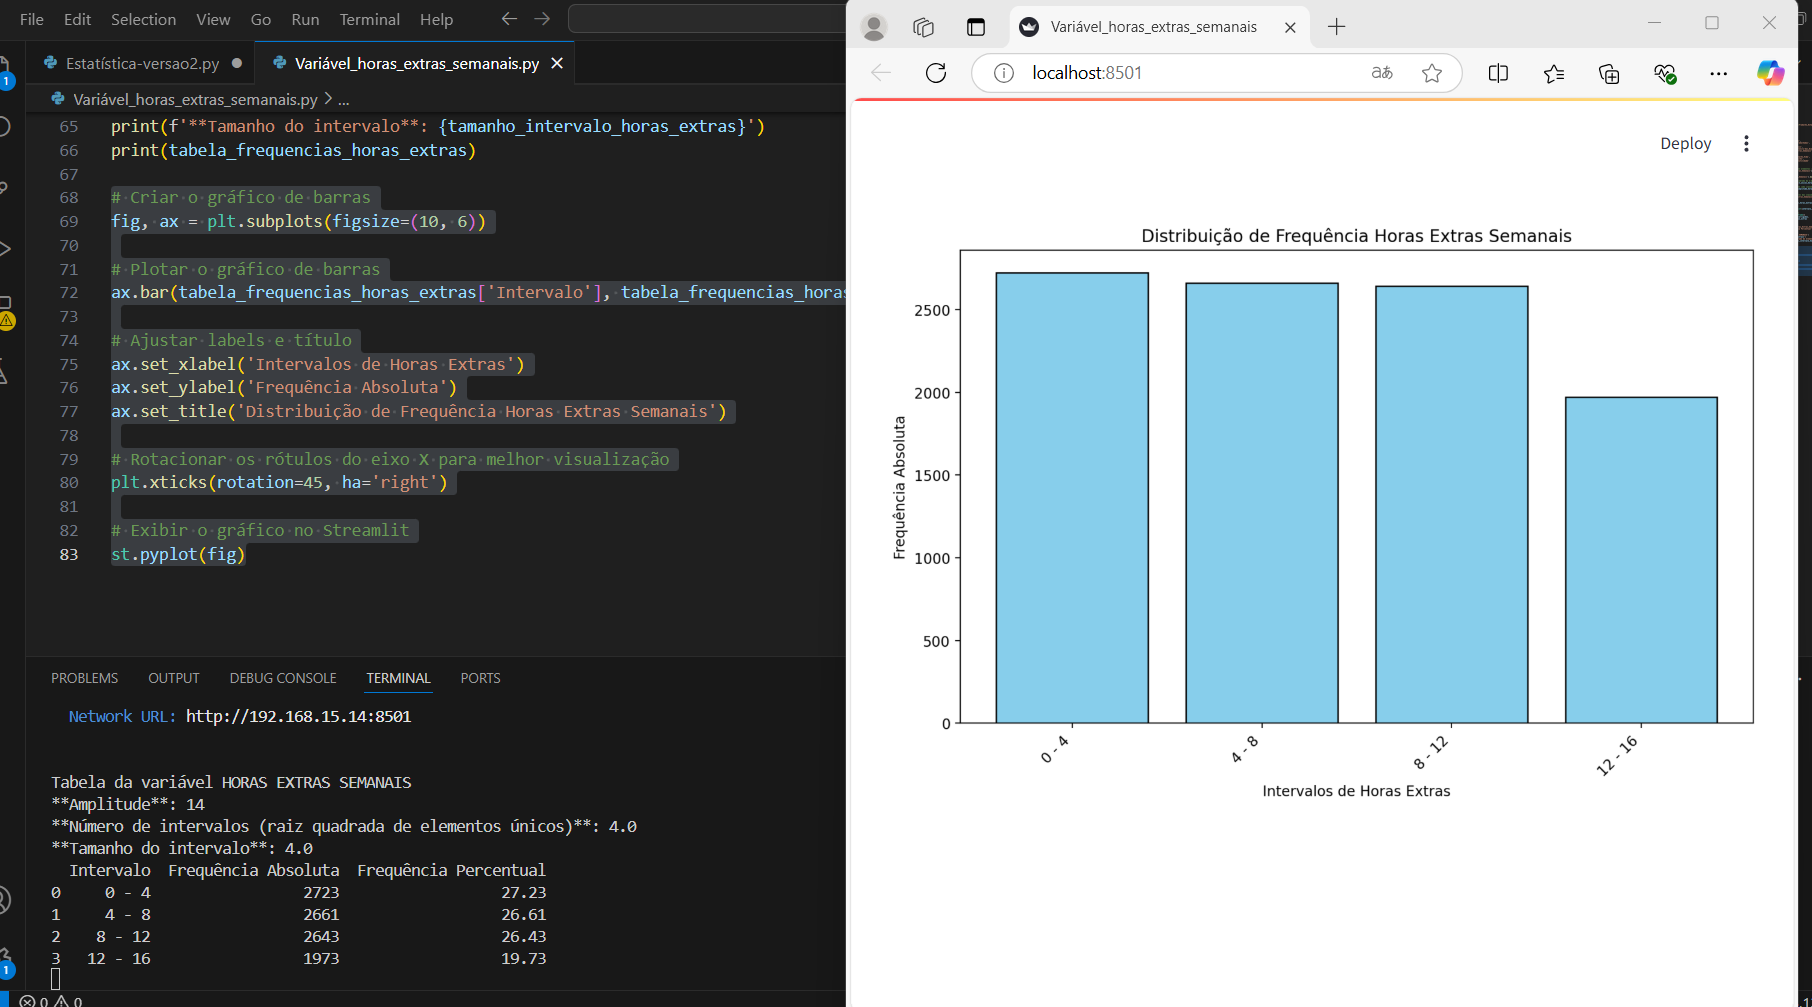 File Edit Selection View Go Run Terminal Help
Estatística-versao2.py
Variável_horas_extras_semanais.py
Variável_horas_extras_semanais.py > ...
65 print(f'**Tamanho do intervalo**: {tamanho_intervalo_horas_extras}')
66 print(tabela_frequencias_horas_extras)
67
68 # Criar o gráfico de barras
69 fig, ax = plt.subplots(figsize=(10, 6))
70
71 # Plotar o gráfico de barras
72 ax.bar(tabela_frequencias_horas_extras['Intervalo'], tabela_frequencias_horas
73
74 # Ajustar labels e título
75 ax.set_xlabel('Intervalos de Horas Extras')
76 ax.set_ylabel('Frequência Absoluta')
77 ax.set_title('Distribuição de Frequência Horas Extras Semanais')
78
79 # Rotacionar os rótulos do eixo X para melhor visualização
80 plt.xticks(rotation=45, ha='right')
81
82 # Exibir o gráfico no Streamlit
83 st.pyplot(fig)
PROBLEMS OUTPUT DEBUG CONSOLE TERMINAL PORTS
Network URL: http://192.168.15.14:8501
Tabela da variável HORAS EXTRAS SEMANAIS
**Amplitude**: 14
**Número de intervalos (raiz quadrada de elementos únicos)**: 4.0
**Tamanho do intervalo**: 4.0
Intervalo Frequência Absoluta Frequência Percentual
0 0 - 4 2723 27.23
1 4 - 8 2661 26.61
2 8 - 12 2643 26.43
3 12 - 16 1973 19.73
0 0
1
1
Variável_horas_extras_semanais
localhost:8501
aあ
Deploy
Distribuição de Frequência Horas Extras Semanais
Frequência Absoluta
2500
2000
1500
1000
500
0
0 - 4
4 - 8
8 - 12
12 - 16
Intervalos de Horas Extras